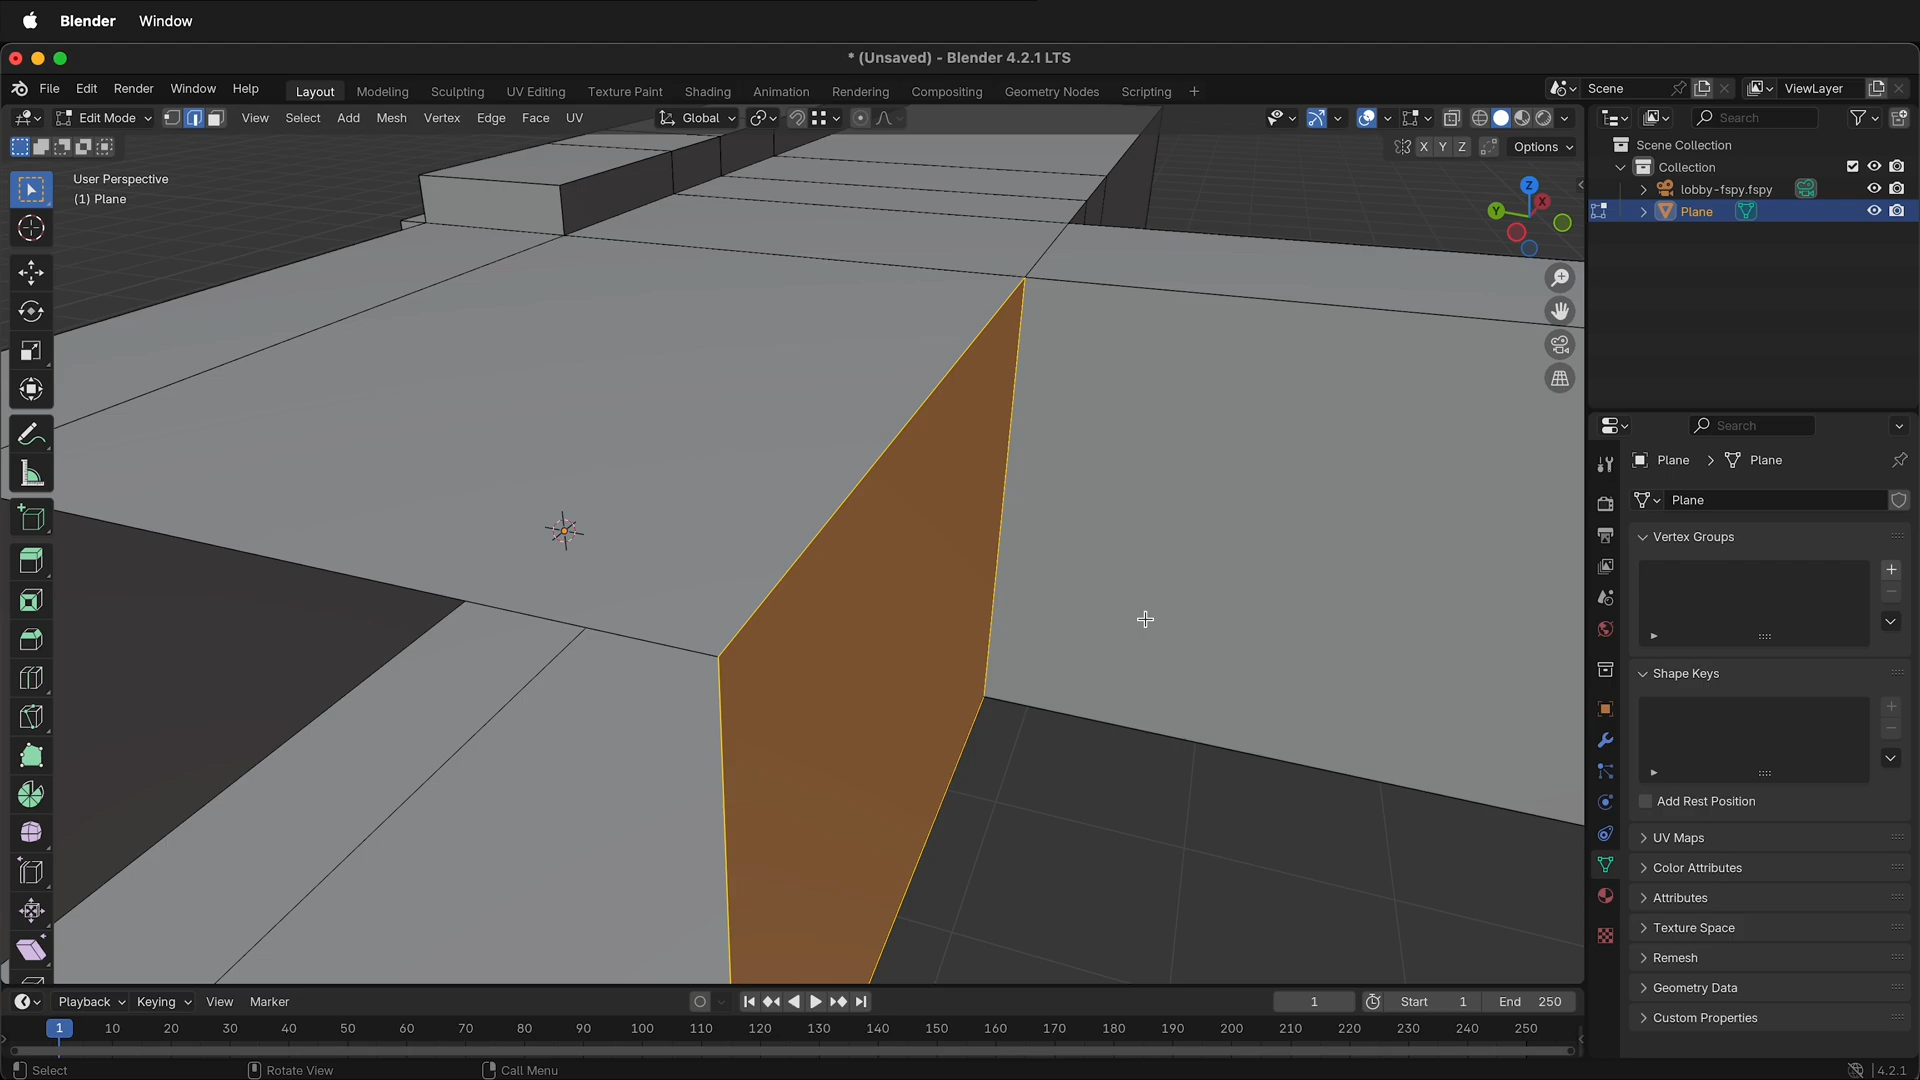 Blender Window
* (Unsaved) - Blender 4.2.1 LTS
File Edit Render Window Help Layout Modeling Sculpting UV Editing Texture Paint Shading Animation Rendering Compositing Geometry Nodes Scripting + Scene ViewLayer
Edit Mode View Select Add Mesh Vertex Edge Face UV Global Search
X Y Z Options
Scene Collection
Collection
lobby-fspy.fspy
Plane
User Perspective
(1) Plane
Z
X
Y
Search
Plane > Plane
Plane
Vertex Groups
Shape Keys
Add Rest Position
UV Maps
Color Attributes
Attributes
Texture Space
Remesh
Geometry Data
Custom Properties
Playback Keying View Marker 1 Start 1 End 250
1 10 20 30 40 50 60 70 80 90 100 110 120 130 140 150 160 170 180 190 200 210 220 230 240 250
Select Rotate View Call Menu 4.2.1